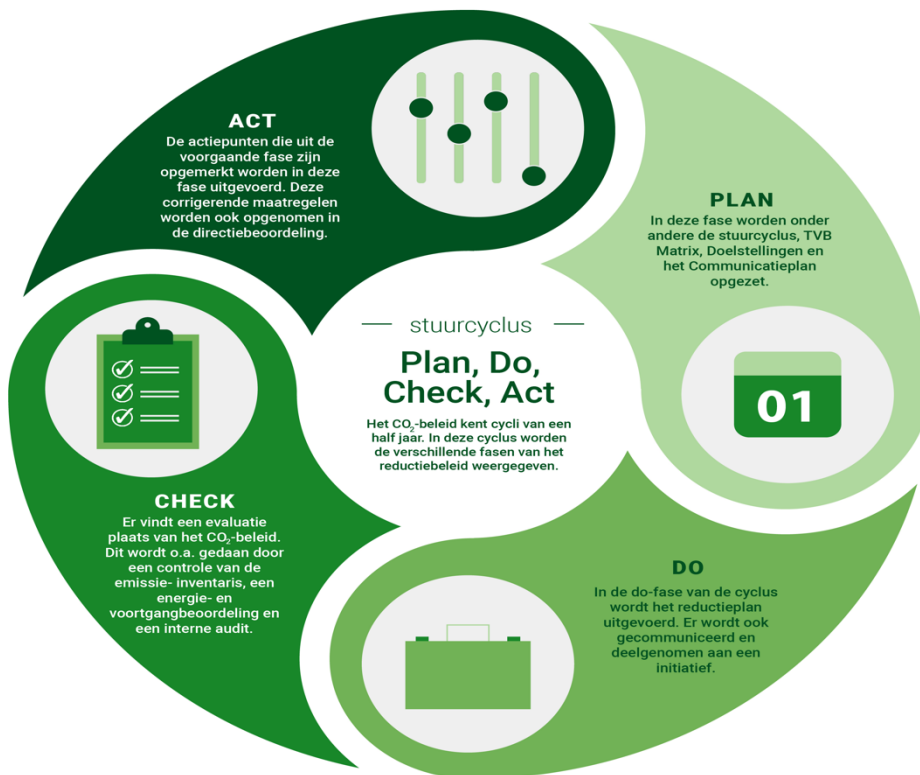 stuurcyclus
Plan, Do,
Check, Act
Het CO₂-beleid kent cycli van een
half jaar. In deze cyclus worden
de verschillende fasen van het
reductiebeleid weergegeven.
PLAN
In deze fase worden onder
andere de stuurcyclus, TVB
Matrix, Doelstellingen en
het Communicatieplan
opgezet.
01
DO
In de do-fase van de cyclus
wordt het reductieplan
uitgevoerd. Er wordt ook
gecommuniceerd en
deelgenomen aan een
initiatief.
CHECK
Er vindt een evaluatie
plaats van het CO₂-beleid.
Dit wordt o.a. gedaan door
een controle van de
emissie- inventaris, een
energie- en
voortgangbeoordeling en
een interne audit.
ACT
De actiepunten die uit de
voorgaande fase zijn
opgemerkt worden in deze
fase uitgevoerd. Deze
corrigerende maatregelen
worden ook opgenomen in
de directiebeoordeling.